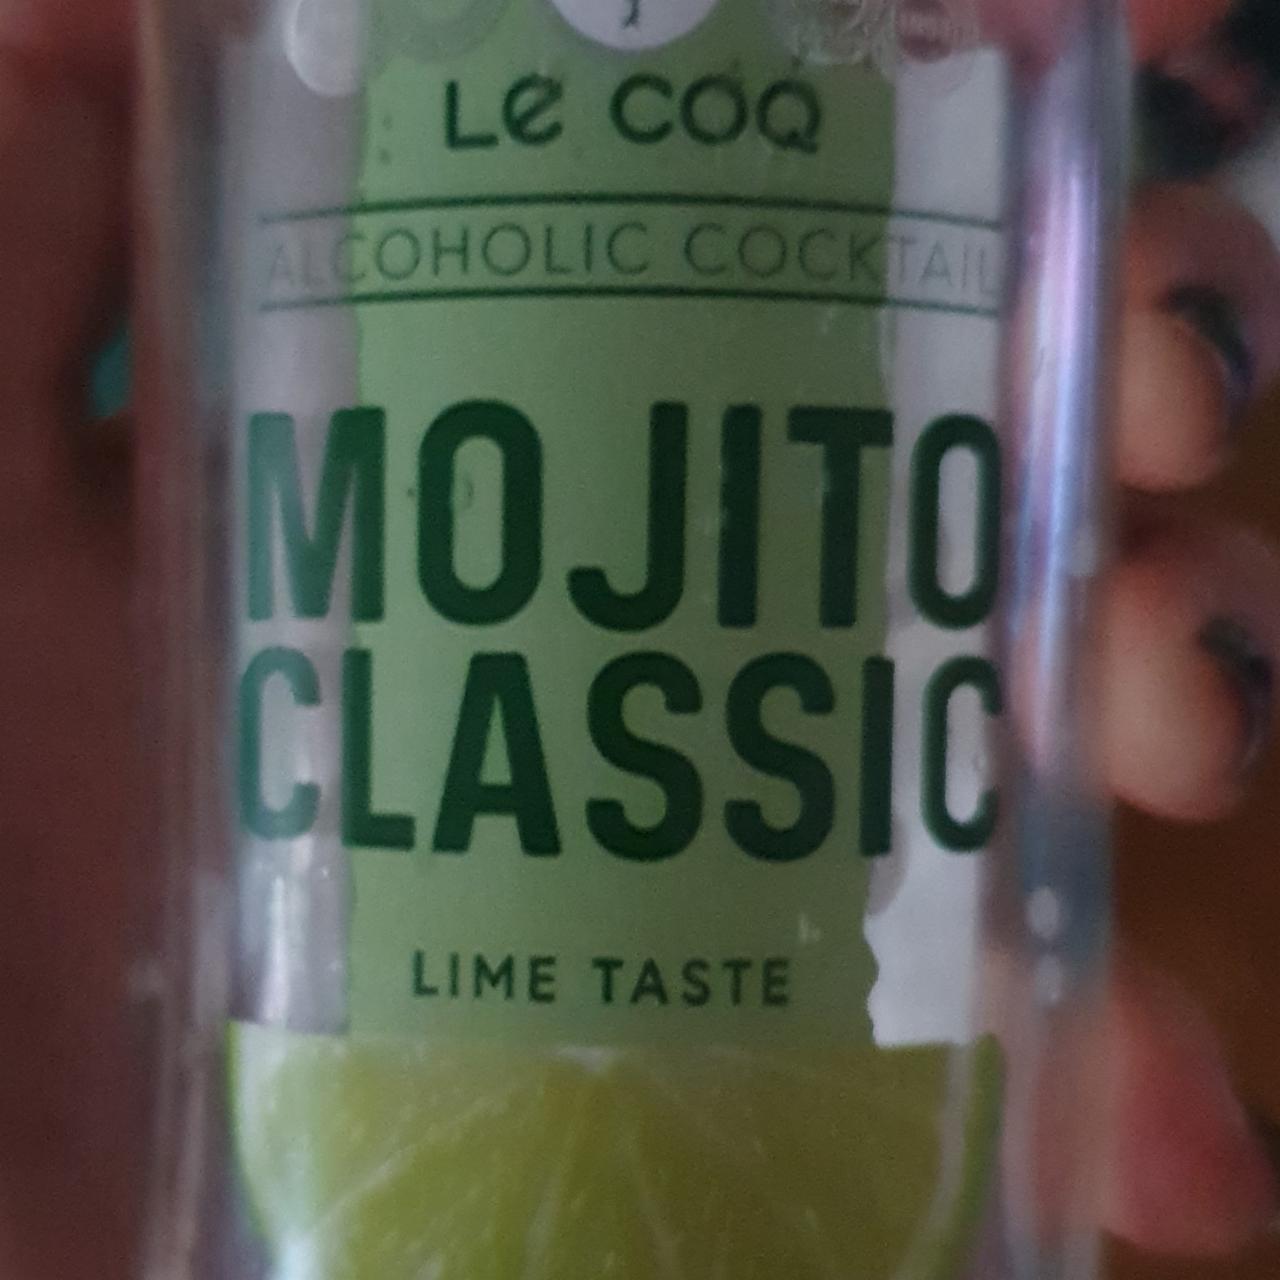 Le COQ
ALCOHOLIC COCKTAIL
MOJITO
CLASSIC
LIME TASTE